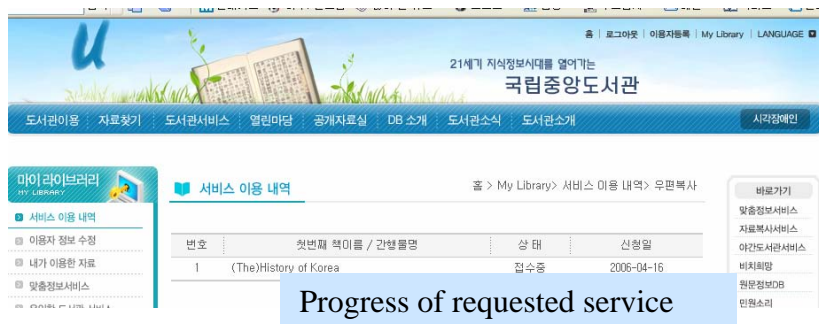 홈 | 로그아웃 | 이용자등록 | My Library | LANGUAGE
21세기 지식정보시대를 열어가는
국립중앙도서관
도서관이용 자료찾기 도서관서비스 열린마당 공개자료실 DB 소개 도서관소식 도서관소개 시각장애인
마이 라이브러리
MY LIBRARY
서비스 이용 내역
이용자 정보 수정
내가 이용한 자료
맞춤정보서비스
서비스 이용 내역
홈 > My Library> 서비스 이용 내역> 우편복사
번호 첫번째 책이름 / 간행물명 상 태 신청일
1 (The)History of Korea 접수중 2006-04-16
Progress of requested service
바로가기
맞춤정보서비스
자료복사서비스
야간도서관서비스
비치희망
원문정보DB
민원소리